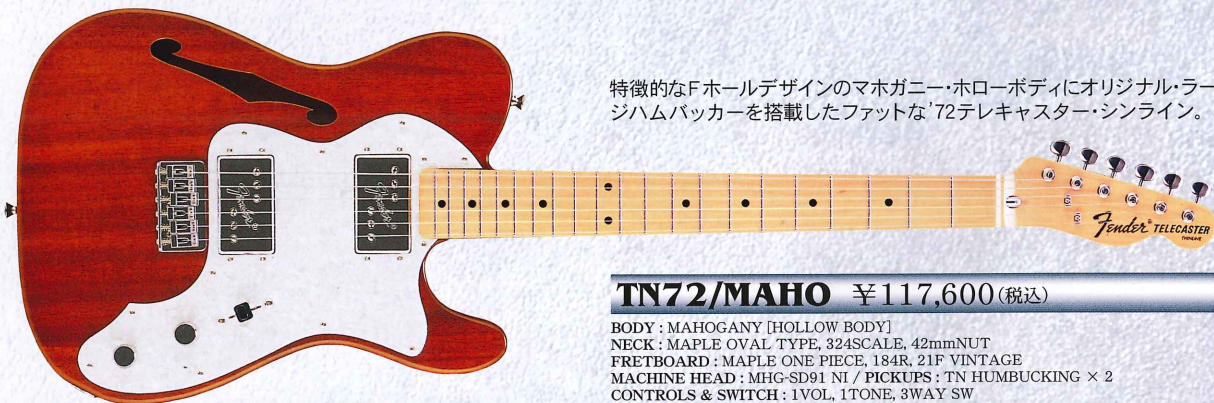 特徴的なFホールデザインのマホガニー・ホローボディにオリジナル・ラー
ジハムバッカーを搭載したファットな'72テレキャスター・シンライン。
Fender® TELECASTER
THINLINE
TN72/MAHO ¥117,600(税込)
BODY : MAHOGANY [HOLLOW BODY]
NECK : MAPLE OVAL TYPE, 324SCALE, 42mmNUT
FRETBOARD : MAPLE ONE PIECE, 184R, 21F VINTAGE
MACHINE HEAD : MHG-SD91 NI / PICKUPS : TN HUMBUCKING × 2
CONTROLS & SWITCH : 1VOL, 1TONE, 3WAY SW